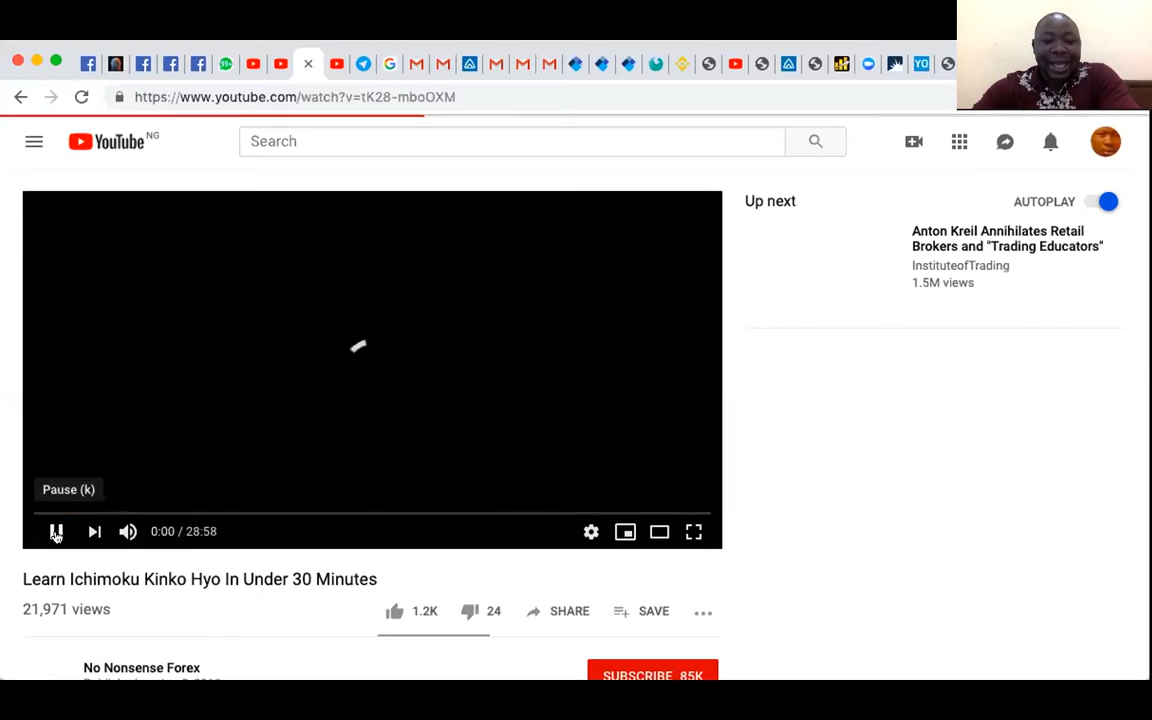 99+
YO
https://www.youtube.com/watch?v=tK28-mboOXM
YouTube NG
Search
Up next
AUTOPLAY
Anton Kreil Annihilates Retail
Brokers and "Trading Educators"
InstituteofTrading
1.5M views
Pause (k)
0:00 / 28:58
Learn Ichimoku Kinko Hyo In Under 30 Minutes
21,971 views
1.2K
24
SHARE
SAVE
No Nonsense Forex
SUBSCRIBE 85K